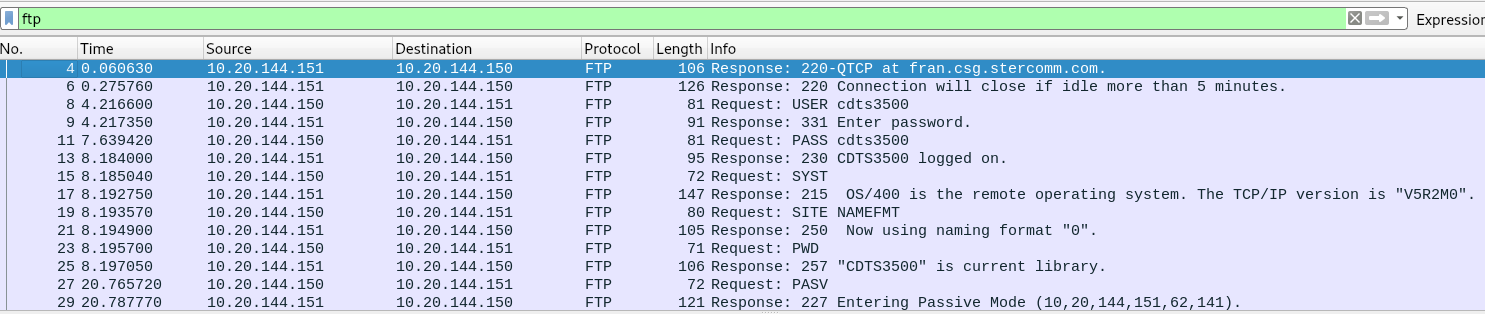 ftp Expression
No. Time Source Destination Protocol Length Info
4 0.060630 10.20.144.151 10.20.144.150 FTP 106 Response: 220-QTCP at fran.csg.stercomm.com.
6 0.275760 10.20.144.151 10.20.144.150 FTP 126 Response: 220 Connection will close if idle more than 5 minutes.
8 4.216600 10.20.144.150 10.20.144.151 FTP 81 Request: USER cdts3500
9 4.217350 10.20.144.151 10.20.144.150 FTP 91 Response: 331 Enter password.
11 7.639420 10.20.144.150 10.20.144.151 FTP 81 Request: PASS cdts3500
13 8.184000 10.20.144.151 10.20.144.150 FTP 95 Response: 230 CDTS3500 logged on.
15 8.185040 10.20.144.150 10.20.144.151 FTP 72 Request: SYST
17 8.192750 10.20.144.151 10.20.144.150 FTP 147 Response: 215  OS/400 is the remote operating system. The TCP/IP version is "V5R2M0".
19 8.193570 10.20.144.150 10.20.144.151 FTP 80 Request: SITE NAMEFMT
21 8.194900 10.20.144.151 10.20.144.150 FTP 105 Response: 250  Now using naming format "0".
23 8.195700 10.20.144.150 10.20.144.151 FTP 71 Request: PWD
25 8.197050 10.20.144.151 10.20.144.150 FTP 106 Response: 257 "CDTS3500" is current library.
27 20.765720 10.20.144.150 10.20.144.151 FTP 72 Request: PASV
29 20.787770 10.20.144.151 10.20.144.150 FTP 121 Response: 227 Entering Passive Mode (10,20,144,151,62,141).